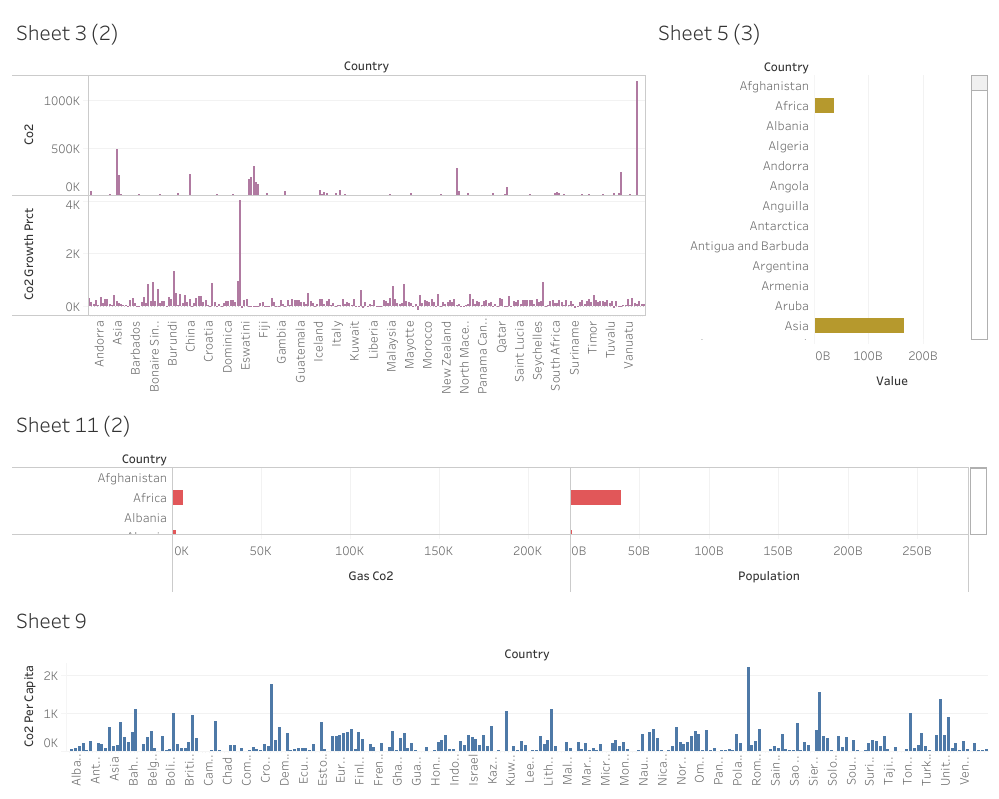 Sheet 3 (2)
Country
Co2
1000K
500K
0K
Co2 Growth Prct
4K
2K
0K
Andorra
Asia
Barbados
Bonaire Sin..
Burundi
China
Croatia
Dominica
Eswatini
Fiji
Gambia
Guatemala
Iceland
Italy
Kuwait
Liberia
Malaysia
Mayotte
Morocco
New Zealand
North Mace..
Panama Can..
Qatar
Saint Lucia
Seychelles
South Africa
Suriname
Timor
Tuvalu
Vanuatu
Sheet 5 (3)
Country
Afghanistan
Africa
Albania
Algeria
Andorra
Angola
Anguilla
Antarctica
Antigua and Barbuda
Argentina
Armenia
Aruba
Asia
0B 100B 200B
Value
Sheet 11 (2)
Country
Afghanistan
Africa
Albania
0K 50K 100K 150K 200K
Gas Co2
0B 50B 100B 150B 200B 250B
Population
Sheet 9
Country
Co2 Per Capita
2K
1K
0K
Alba..
Ant..
Asia
Bah..
Belg..
Boli..
Briti..
Cam..
Chad
Com..
Cro..
Dem..
Ecu..
Esto..
Eur..
Finl..
Fren..
Gha..
Gua..
Hon..
Indo..
Israel
Kaz..
Kuw..
Lee..
Lith..
Mal..
Mar..
Micr..
Mon..
Nau..
Nica..
Nor..
Om..
Pan..
Pola..
Rom..
Sain..
Sao..
Sier..
Solo..
Sou..
Suri..
Taji..
Ton..
Turk..
Unit..
Ven..